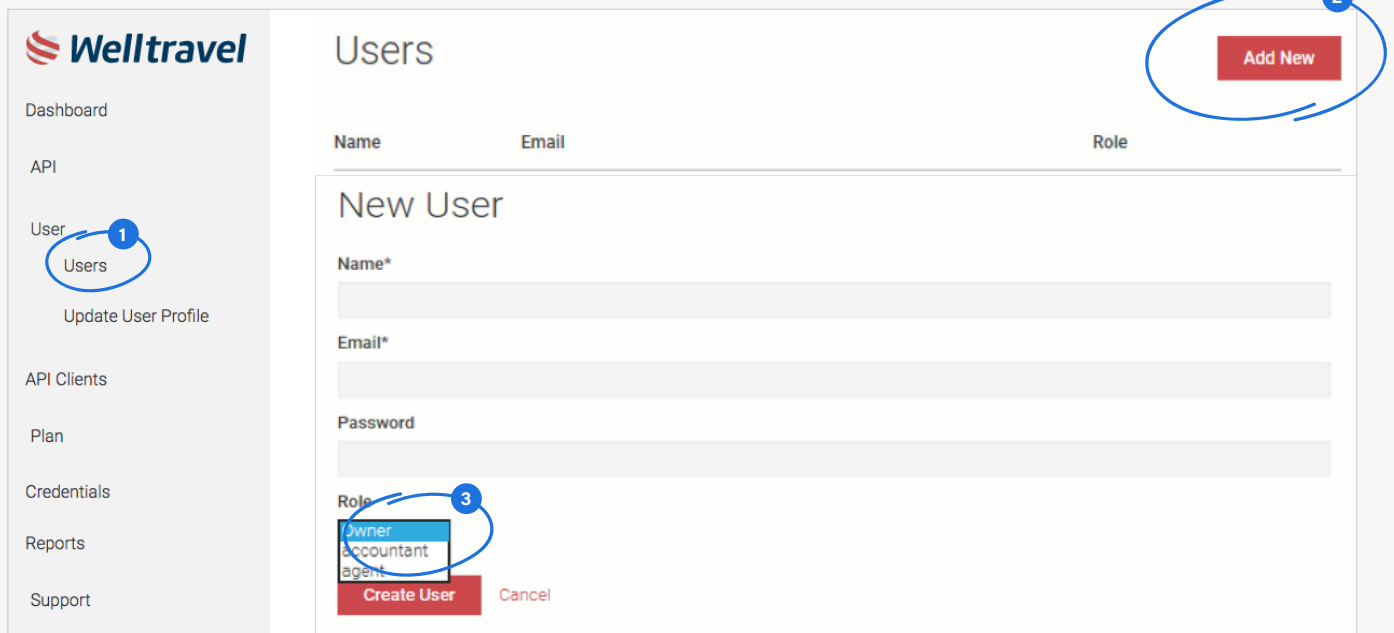 Welltravel
Dashboard
API
User
1
Users
Update User Profile
API Clients
Plan
Credentials
Reports
Support
Users
2
Add New
Name Email Role
New User
Name*
Email*
Password
Role
3
Owner
accountant
agent
Create User Cancel